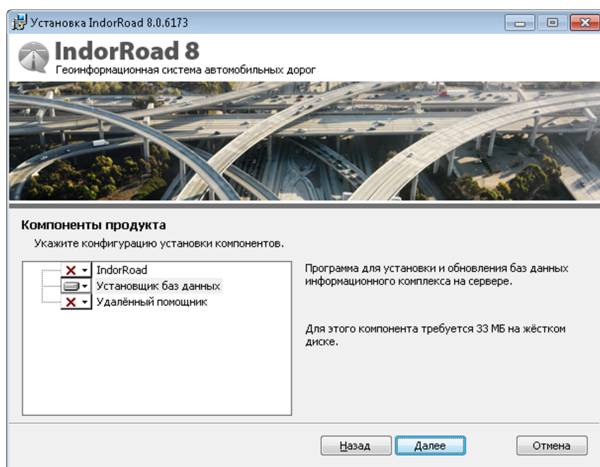 Установка IndorRoad 8.0.6173
IndorRoad 8
Геоинформационная система автомобильных дорог
Компоненты продукта
Укажите конфигурацию установки компонентов.
IndorRoad
Установщик баз данных
Удалённый помощник
Программа для установки и обновления баз данных
информационного комплекса на сервере.
Для этого компонента требуется 33 МБ на жёстком
диске.
Назад
Далее
Отмена